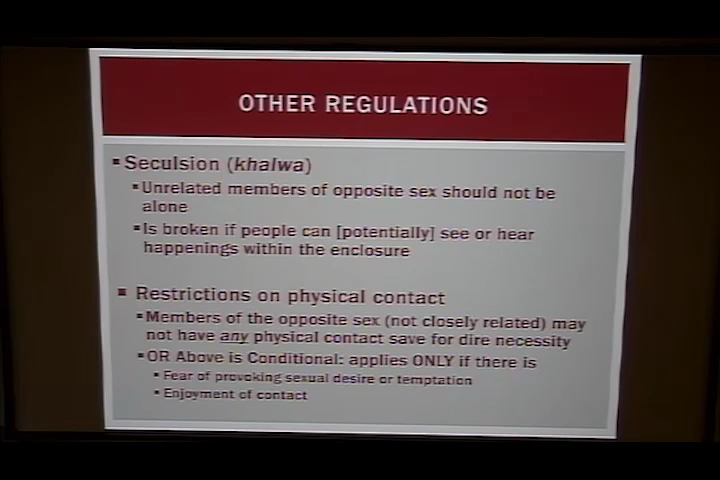 OTHER REGULATIONS
▪ Seculsion (khalwa)
▪ Unrelated members of opposite sex should not be
alone
▪ Is broken if people can [potentially] see or hear
happenings within the enclosure
▪ Restrictions on physical contact
▪ Members of the opposite sex (not closely related) may
not have any physical contact save for dire necessity
▪ OR Above is Conditional: applies ONLY if there is
▪ Fear of provoking sexual desire or temptation
▪ Enjoyment of contact